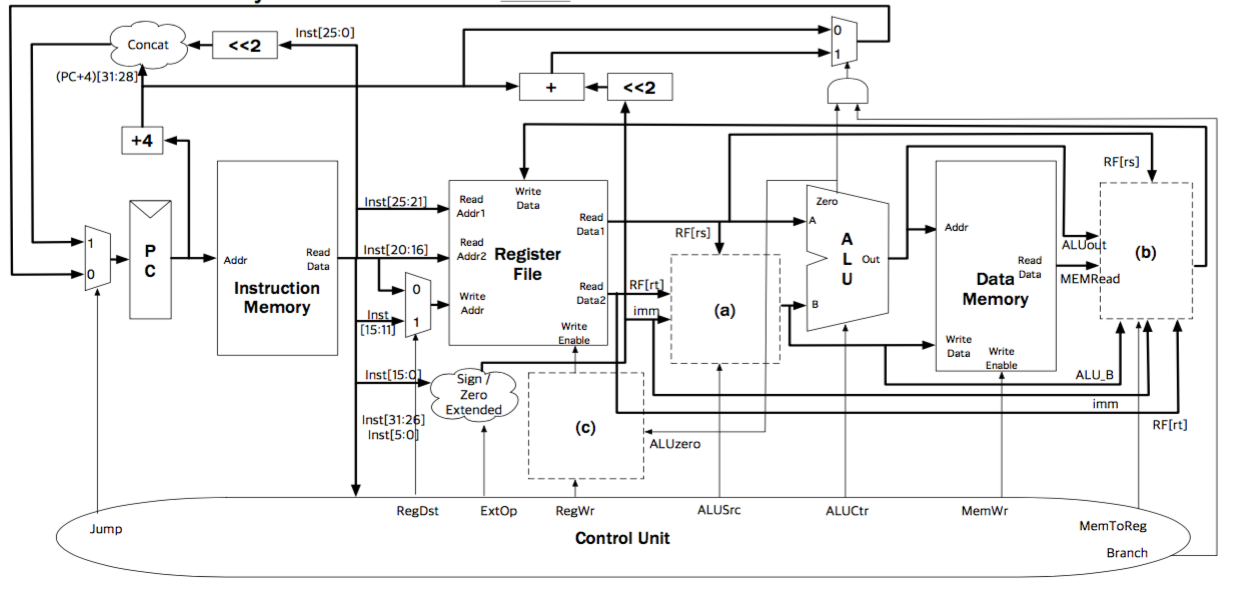 Concat
<<2
Inst[25:0]
(PC+4)[31:28]
+4
+
<<2
0
1
1
0
P
C
Addr
Read
Data
Instruction
Memory
Inst[25:21]
Inst[20:16]
0
1
Inst
[15:11]
Inst[15:0]
Inst[31:26]
Inst[5:0]
Sign /
Zero
Extended
Read
Addr1
Read
Addr2
Write
Addr
Write
Data
Register
File
Read
Data1
Read
Data2
Write
Enable
RF[rs]
RF[rt]
imm
(a)
(c)
ALUzero
Zero
A
B
A
L
U
Out
Addr
Read
Data
Data
Memory
Write
Data
Write
Enable
RF[rs]
ALUout
MEMRead
(b)
ALU_B
imm
RF[rt]
Jump
RegDst
ExtOp
RegWr
ALUSrc
ALUCtr
MemWr
MemToReg
Branch
Control Unit